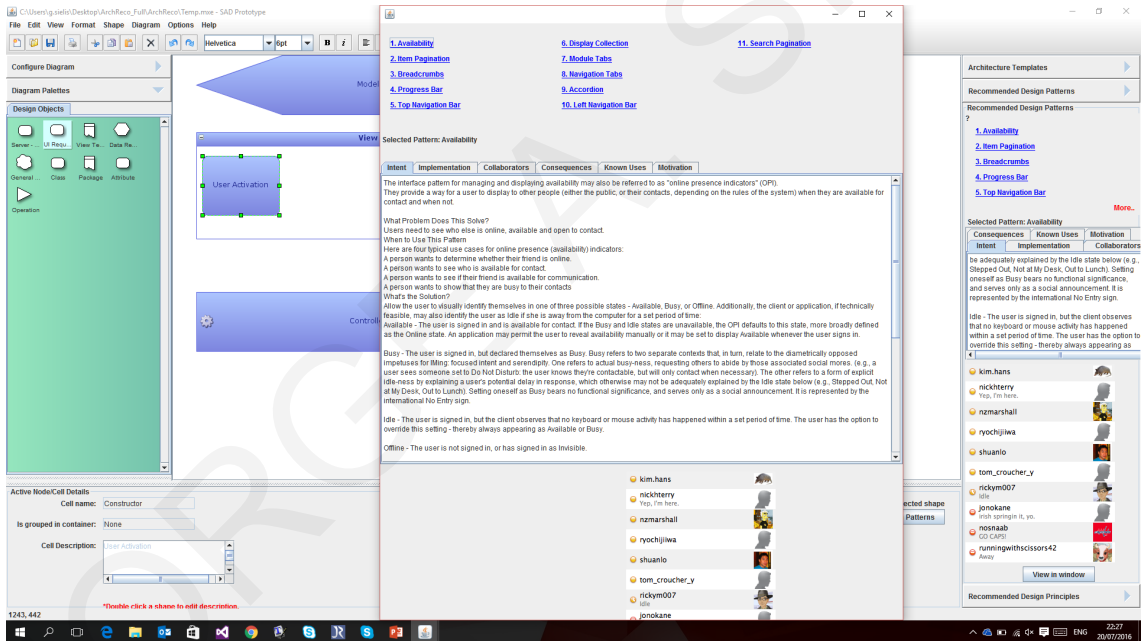 C:\Users\g.sielis\Desktop\ArchReco_Full\ArchReco\Temp.mxe - SAD Prototype
File Edit View Format Shape Diagram Options Help
Helvetica 6pt B i
Configure Diagram
Diagram Palettes
Design Objects
Server - ... UI Requ... View Te... Data Re...
General ... Class Package Attribute
Operation
Model
View
User Activation
Controlle
Active Node/Cell Details
Cell name: Constructor
Is grouped in container: None
Cell Description: User Activation
*Double click a shape to edit description.
1243, 442
1. Availability 6. Display Collection 11. Search Pagination
2. Item Pagination 7. Module Tabs
3. Breadcrumbs 8. Navigation Tabs
4. Progress Bar 9. Accordion
5. Top Navigation Bar 10. Left Navigation Bar
Selected Pattern: Availability
Intent Implementation Collaborators Consequences Known Uses Motivation
The interface pattern for managing and displaying availability may also be referred to as "online presence indicators" (OPI).
They provide a way for a user to display to other people (either the public, or their contacts, depending on the rules of the system) when they are available for
contact and when not.
What Problem Does This Solve?
Users need to see who else is online, available and open to contact.
When to Use This Pattern
Here are four typical use cases for online presence (availability) indicators:
A person wants to determine whether their friend is online.
A person wants to see who is available for contact.
A person wants to see if their friend is available for communication.
A person wants to show that they are busy to their contacts
What's the Solution?
Allow the user to visually identify themselves in one of three possible states - Available, Busy, or Offline. Additionally, the client or application, if technically
feasible, may also identify the user as Idle if she is away from the computer for a set period of time:
Available - The user is signed in and is available for contact. If the Busy and Idle states are unavailable, the OPI defaults to this state, more broadly defined
as the Online state. An application may permit the user to reveal availability manually or it may be set to display Available whenever the user signs in.
Busy - The user is signed in, but declared themselves as Busy. Busy refers to two separate contexts that, in turn, relate to the diametrically opposed
impetuses for IMing: focused intent and serendipity. One refers to actual busy-ness, requesting others to abide by those associated social mores. (e.g., a
user sees someone set to Do Not Disturb: the user knows they're contactable, but will only contact when necessary). The other refers to a form of explicit
idle-ness by explaining a user's potential delay in response, which otherwise may not be adequately explained by the Idle state below (e.g., Stepped Out, Not
at My Desk, Out to Lunch). Setting oneself as Busy bears no functional significance, and serves only as a social announcement. It is represented by the
international No Entry sign.
Idle - The user is signed in, but the client observes that no keyboard or mouse activity has happened within a set period of time. The user has the option to
override this setting - thereby always appearing as Available or Busy.
Offline - The user is not signed in, or has signed in as Invisible.
kim.hans
nickhterry
Yep, I'm here.
nzmarshall
ryochijiiwa
shuanlo
tom_croucher_y
rickym007
Idle
jonokane
ected shape
Patterns
Architecture Templates
Recommended Design Patterns
Recommended Design Patterns
?
1. Availability
2. Item Pagination
3. Breadcrumbs
4. Progress Bar
5. Top Navigation Bar
More..
Selected Pattern: Availability
Consequences Known Uses Motivation
Intent Implementation Collaborators
be adequately explained by the Idle state below (e.g.,
Stepped Out, Not at My Desk, Out to Lunch). Setting
oneself as Busy bears no functional significance,
and serves only as a social announcement. It is
represented by the international No Entry sign.
Idle - The user is signed in, but the client observes
that no keyboard or mouse activity has happened
within a set period of time. The user has the option to
override this setting - thereby always appearing as
kim.hans
nickhterry
Yep, I'm here.
nzmarshall
ryochijiiwa
shuanlo
tom_croucher_y
rickym007
Idle
jonokane
irish springin it, yo.
nosnaab
GO CAPS!
runningwithscissors42
Away
View in window
Recommended Design Principles
ENG
22:27
20/07/2016